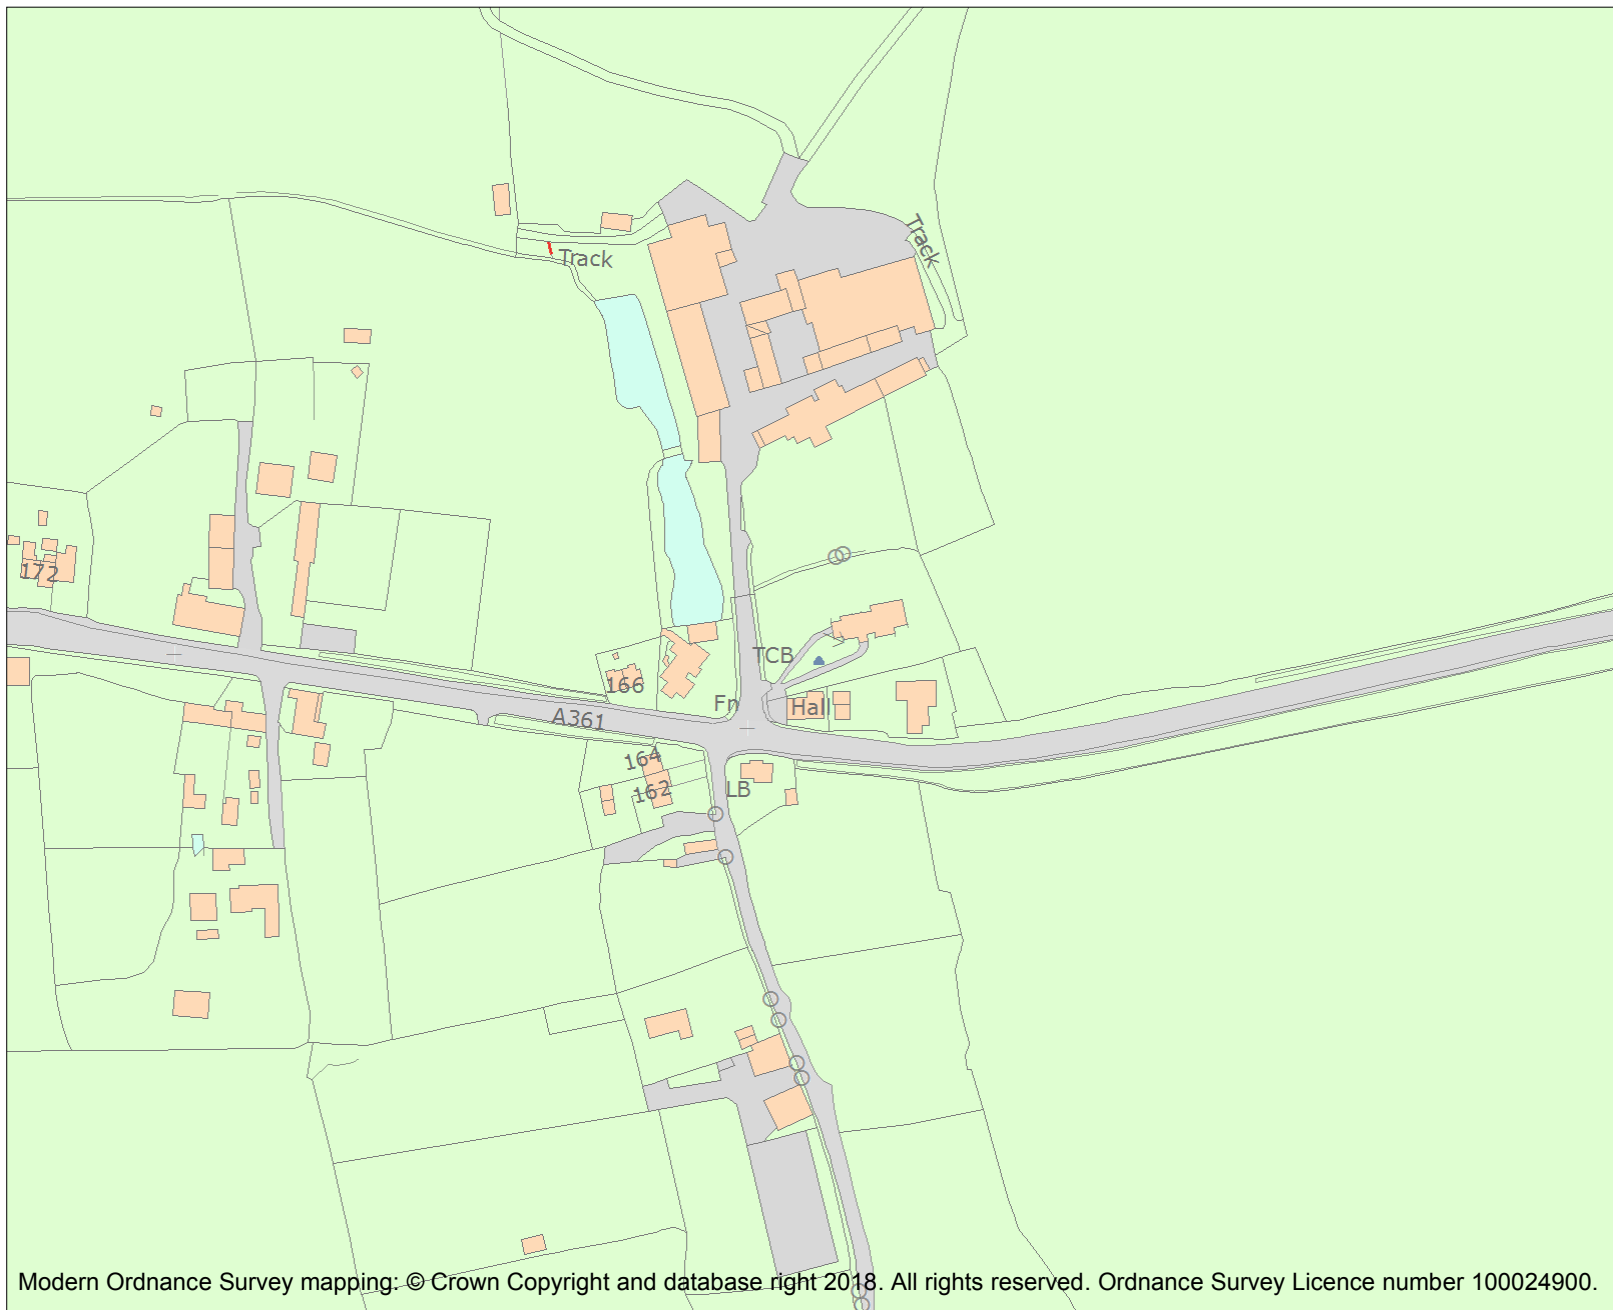 Track
Track
172
TCB
166
Fn
Hall
A361
164
162
LB
Modern Ordnance Survey mapping: © Crown Copyright and database right 2018. All rights reserved. Ordnance Survey Licence number 100024900.